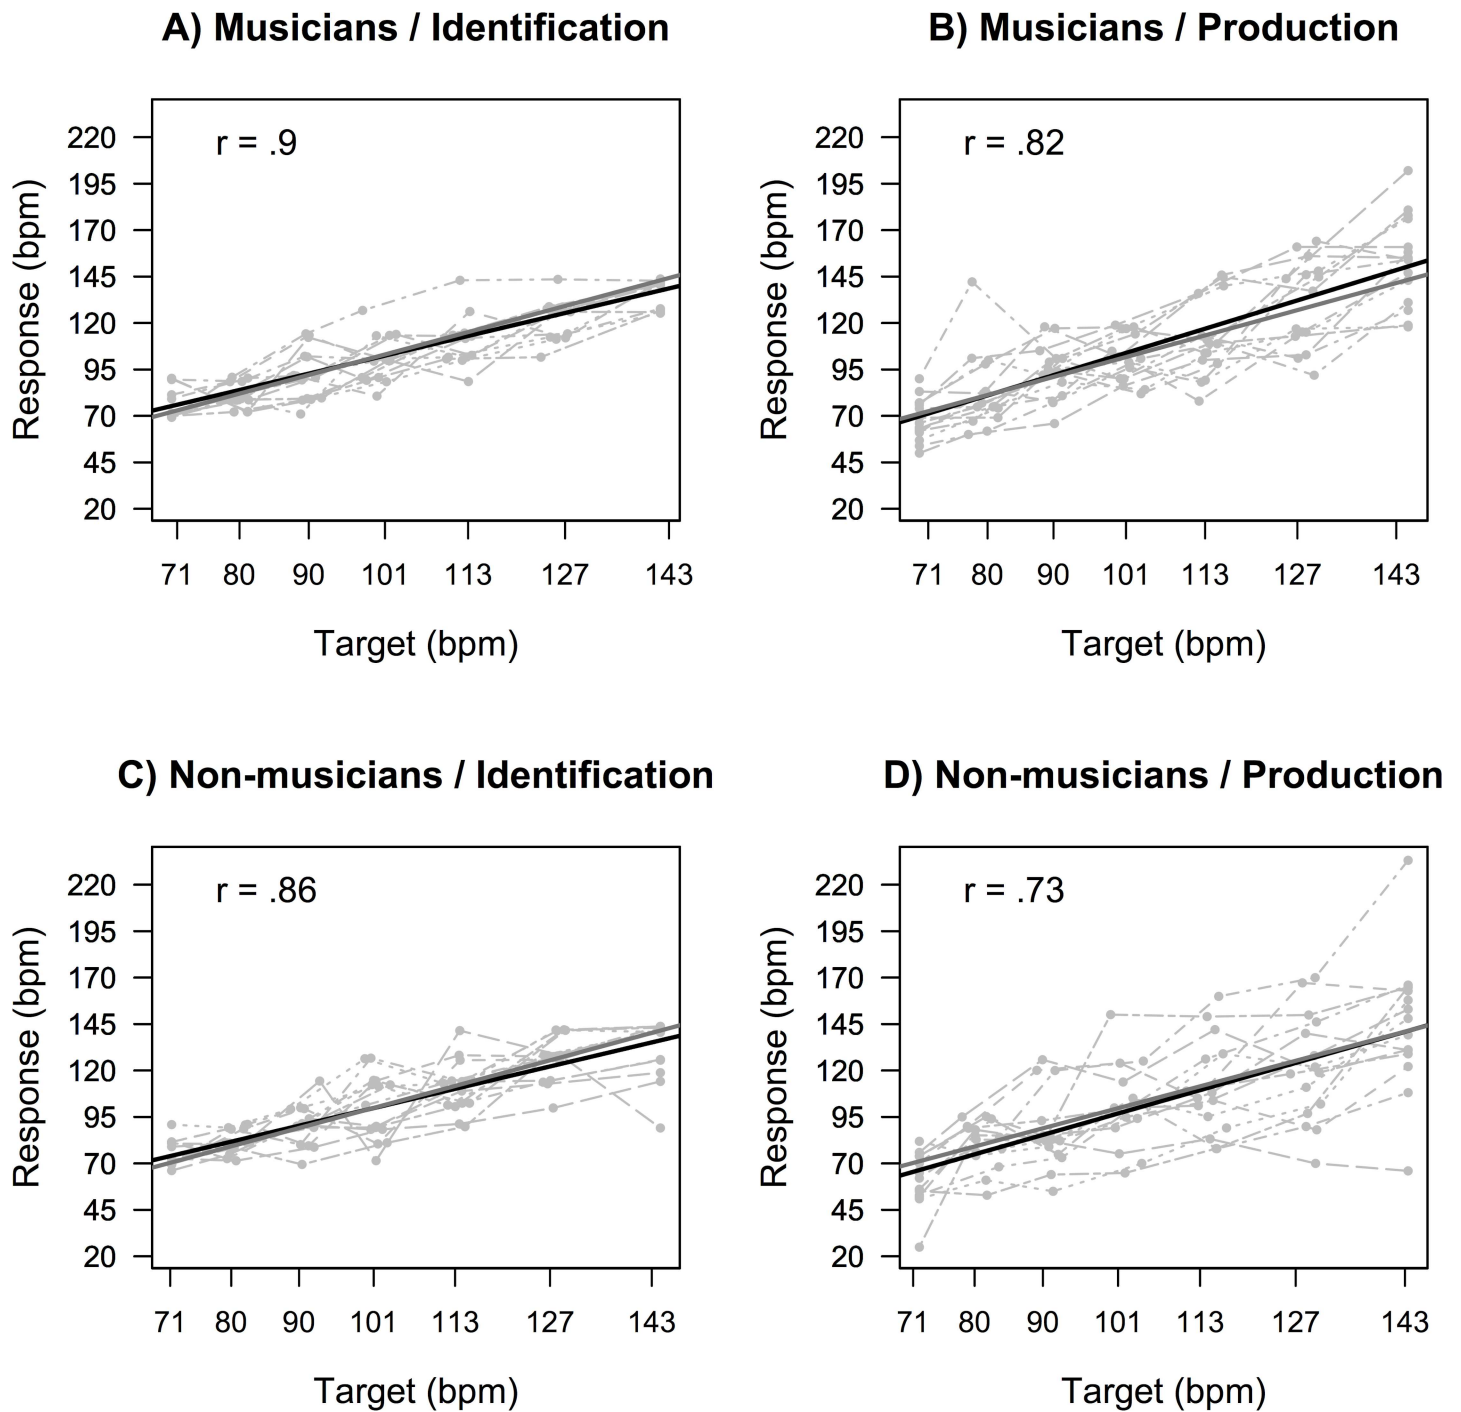 A) Musicians / Identification
r = .9
Response (bpm)
220
195
170
145
120
95
70
45
20
71 80 90 101 113 127 143
Target (bpm)
B) Musicians / Production
r = .82
Response (bpm)
220
195
170
145
120
95
70
45
20
71 80 90 101 113 127 143
Target (bpm)
C) Non-musicians / Identification
r = .86
Response (bpm)
220
195
170
145
120
95
70
45
20
71 80 90 101 113 127 143
Target (bpm)
D) Non-musicians / Production
r = .73
Response (bpm)
220
195
170
145
120
95
70
45
20
71 80 90 101 113 127 143
Target (bpm)